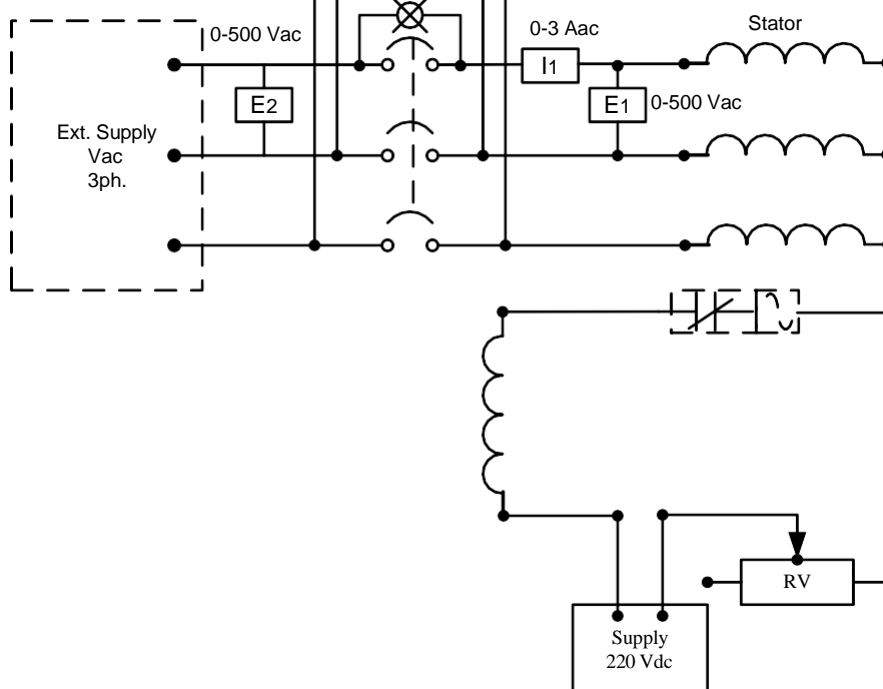 0-500 Vac
0-3 Aac
Stator
I1
E2
E1
0-500 Vac
Ext. Supply
Vac
3ph.
RV
Supply
220 Vdc